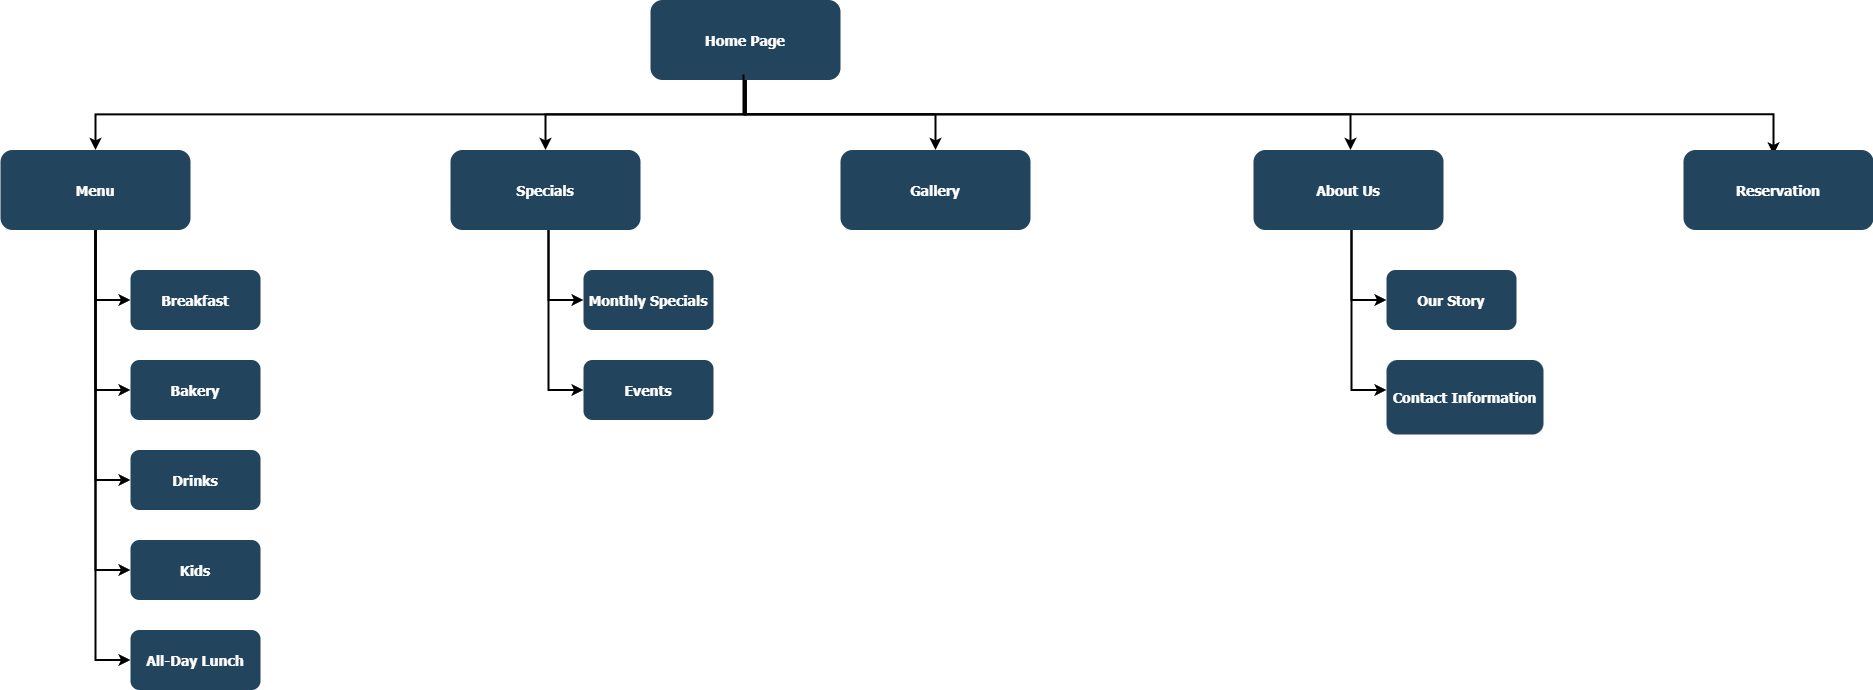 Home Page
Menu
Specials
Gallery
About Us
Reservation
Breakfast
Monthly Specials
Our Story
Bakery
Events
Contact Information
Drinks
Kids
All-Day Lunch